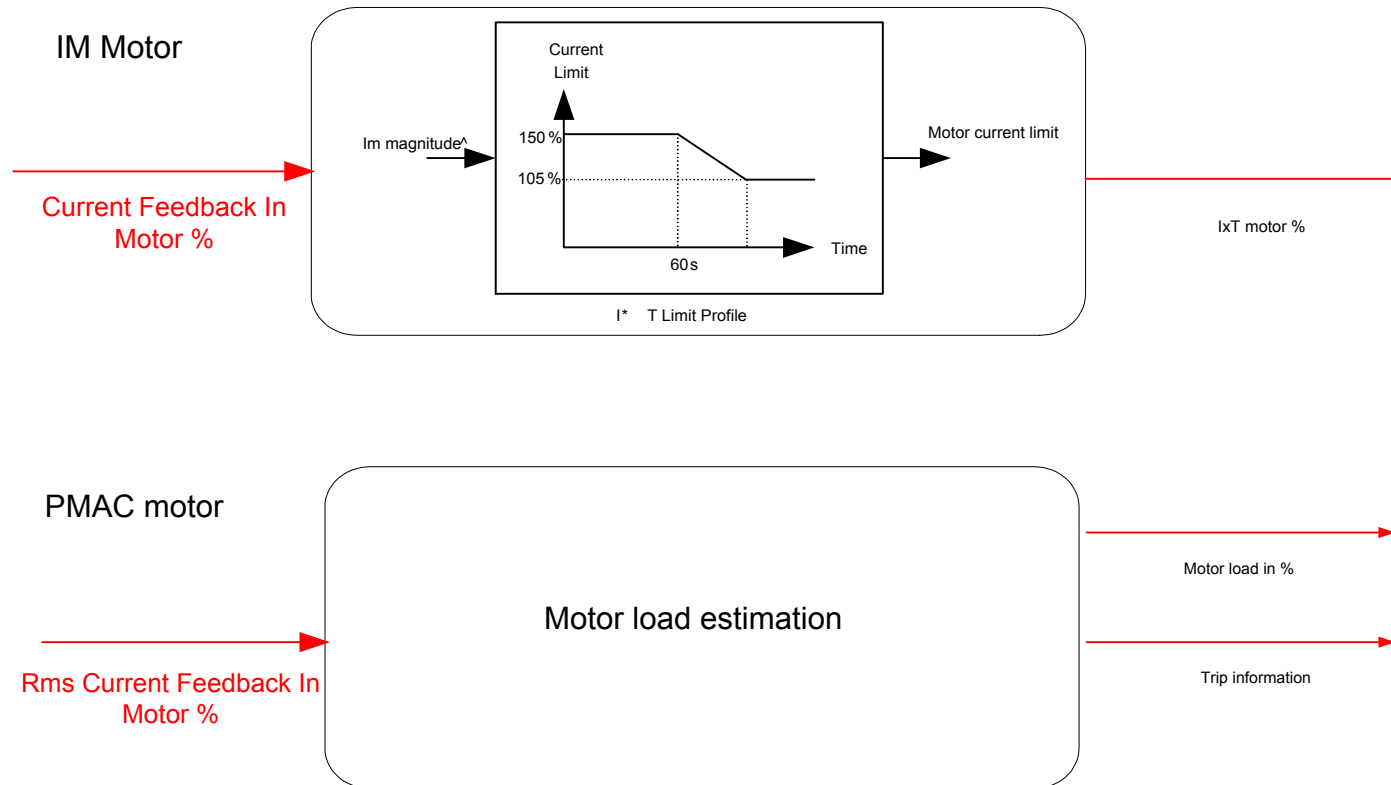 IM Motor
Current
Limit
150 %
105 %
Im magnitude^
Motor current limit
Time
60 s
I* T Limit Profile
Current Feedback In
Motor %
IxT motor %
PMAC motor
Motor load estimation
Motor load in %
Rms Current Feedback In
Motor %
Trip information